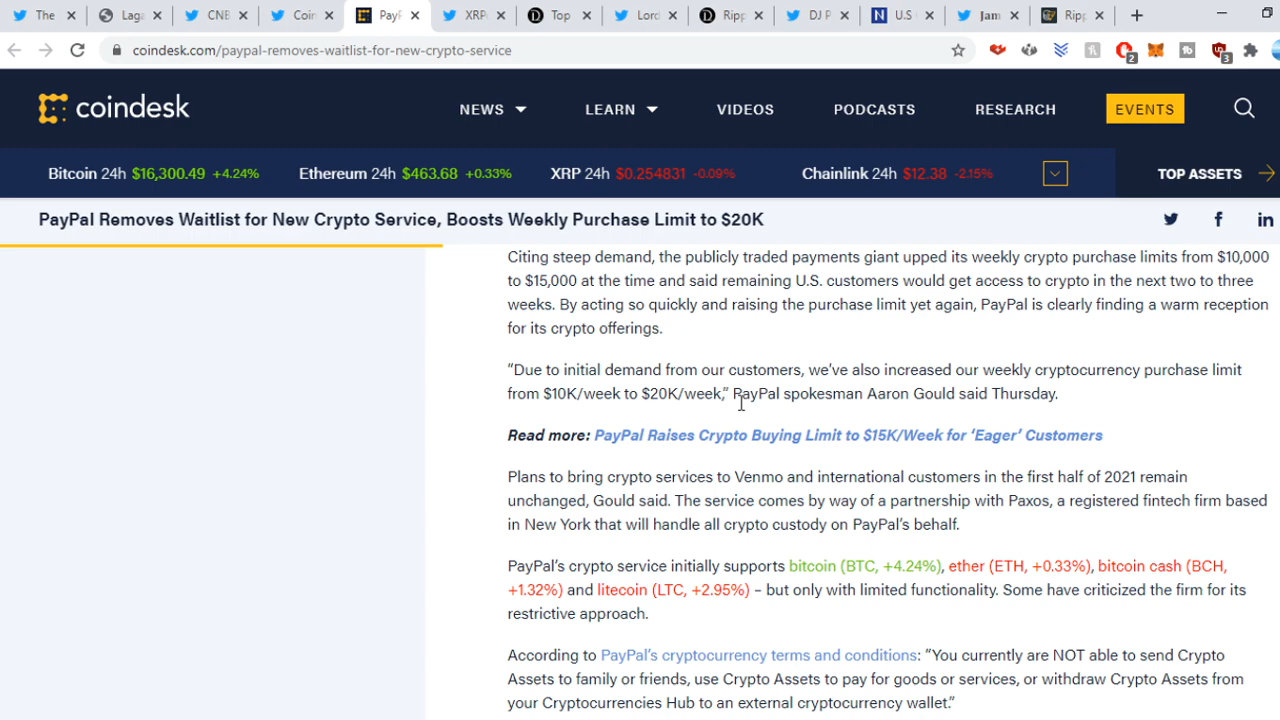 The
Laga
CNB
Coin
PayP
XRP
Top
Lord
Ripp
DJ P
U.S
Jam
Ripp
coindesk.com/paypal-removes-waitlist-for-new-crypto-service
2
3
coindesk NEWS LEARN VIDEOS PODCASTS RESEARCH EVENTS
Bitcoin 24h $16,300.49 +4.24% Ethereum 24h $463.68 +0.33% XRP 24h $0.254831 -0.09% Chainlink 24h $12.38 -2.15% TOP ASSETS
PayPal Removes Waitlist for New Crypto Service, Boosts Weekly Purchase Limit to $20K
Citing steep demand, the publicly traded payments giant upped its weekly crypto purchase limits from $10,000
to $15,000 at the time and said remaining U.S. customers would get access to crypto in the next two to three
weeks. By acting so quickly and raising the purchase limit yet again, PayPal is clearly finding a warm reception
for its crypto offerings.
“Due to initial demand from our customers, we’ve also increased our weekly cryptocurrency purchase limit
from $10K/week to $20K/week,” PayPal spokesman Aaron Gould said Thursday.
Read more: PayPal Raises Crypto Buying Limit to $15K/Week for ‘Eager’ Customers
Plans to bring crypto services to Venmo and international customers in the first half of 2021 remain
unchanged, Gould said. The service comes by way of a partnership with Paxos, a registered fintech firm based
in New York that will handle all crypto custody on PayPal’s behalf.
PayPal’s crypto service initially supports bitcoin (BTC, +4.24%), ether (ETH, +0.33%), bitcoin cash (BCH,
+1.32%) and litecoin (LTC, +2.95%) – but only with limited functionality. Some have criticized the firm for its
restrictive approach.
According to PayPal’s cryptocurrency terms and conditions: “You currently are NOT able to send Crypto
Assets to family or friends, use Crypto Assets to pay for goods or services, or withdraw Crypto Assets from
your Cryptocurrencies Hub to an external cryptocurrency wallet.”